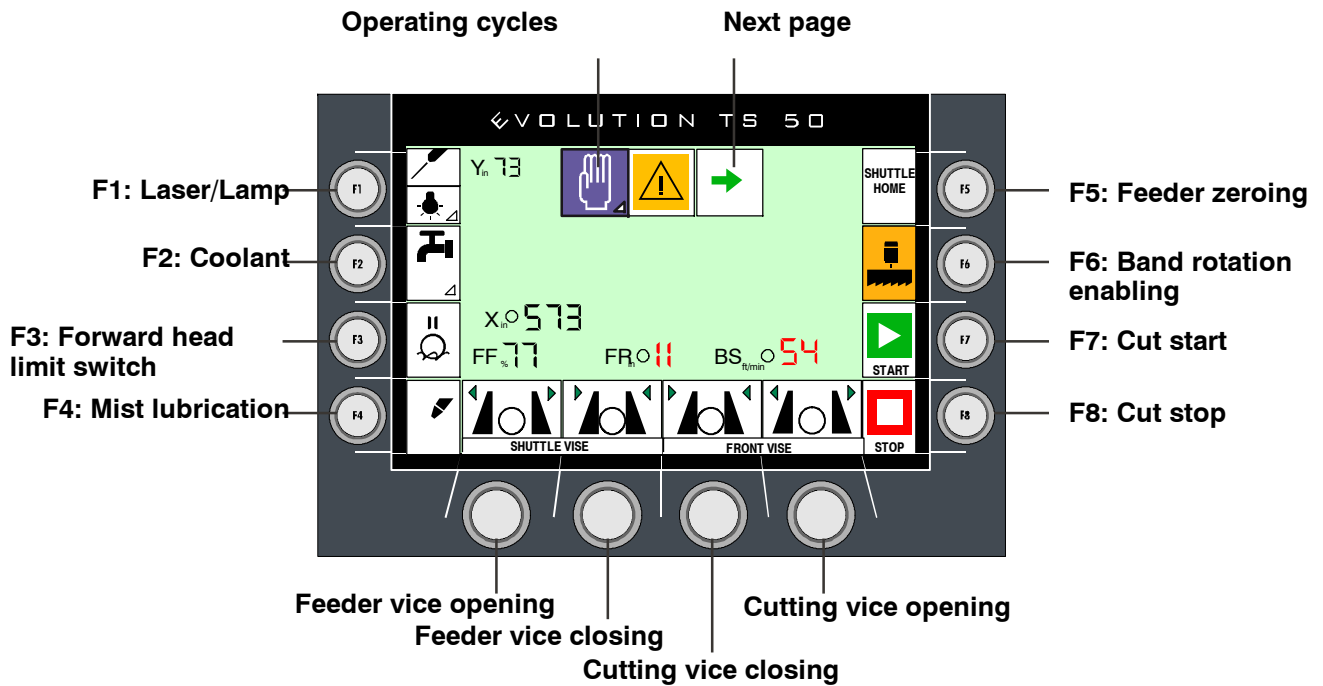 Operating cycles
Next page
EVOLUTION TS 50
F1: Laser/Lamp
F1
Yin 73
SHUTTLE
HOME
F5
F5: Feeder zeroing
F2: Coolant
F2
F6
F6: Band rotation
enabling
F3: Forward head
limit switch
F3
Xin 573
FF% 77
FRin 11
BSft/min 54
START
F7
F7: Cut start
F4: Mist lubrication
F4
SHUTTLE VISE
FRONT VISE
STOP
F8
F8: Cut stop
Feeder vice opening
Feeder vice closing
Cutting vice closing
Cutting vice opening